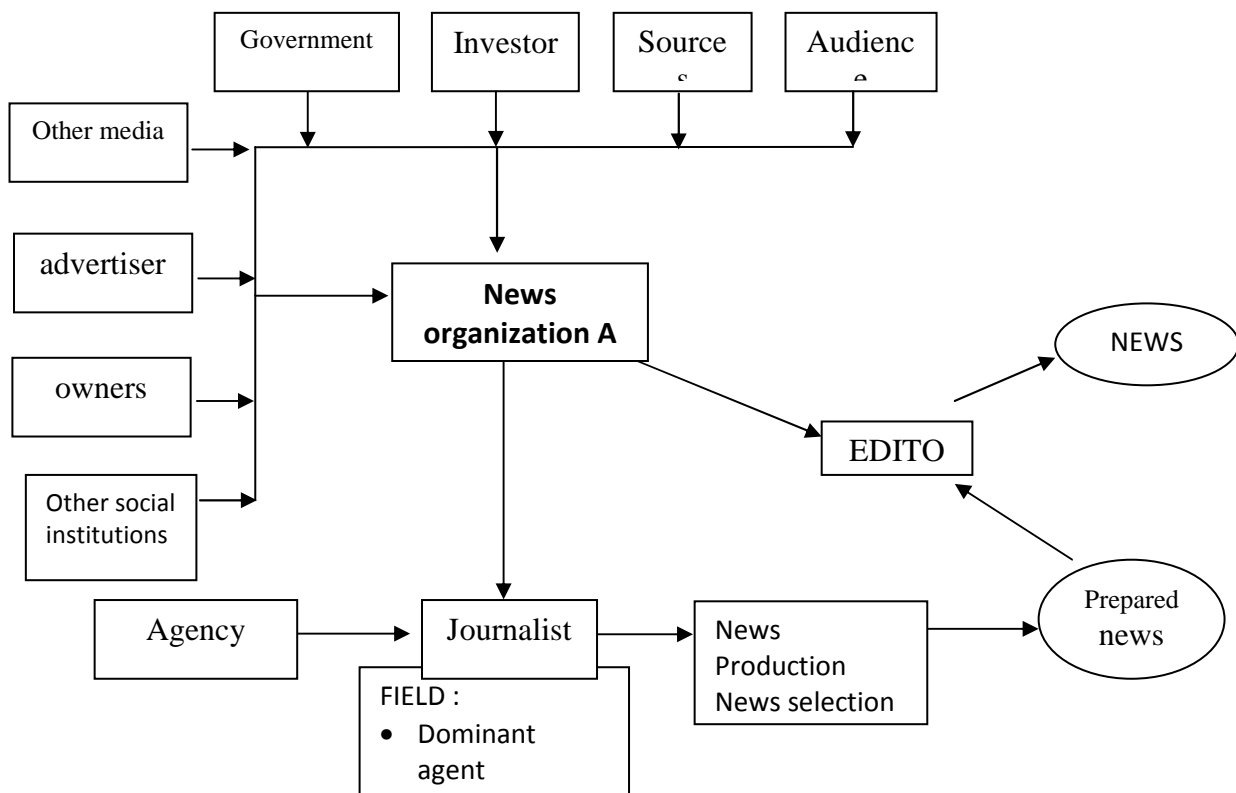 Government
Investor
Source
s
Audienc
e
Other media
advertiser
owners
Other social
institutions
News
organization A
NEWS
EDITO
Agency
Journalist
News
Production
News selection
Prepared
news
FIELD :
• Dominant
agent